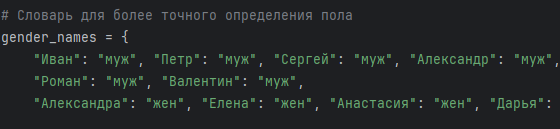 # Словарь для более точного определения пола
gender_names = {
"Иван": "муж", "Петр": "муж", "Сергей": "муж", "Александр": "муж",
"Роман": "муж", "Валентин": "муж",
"Александра": "жен", "Елена": "жен", "Анастасия": "жен", "Дарья":